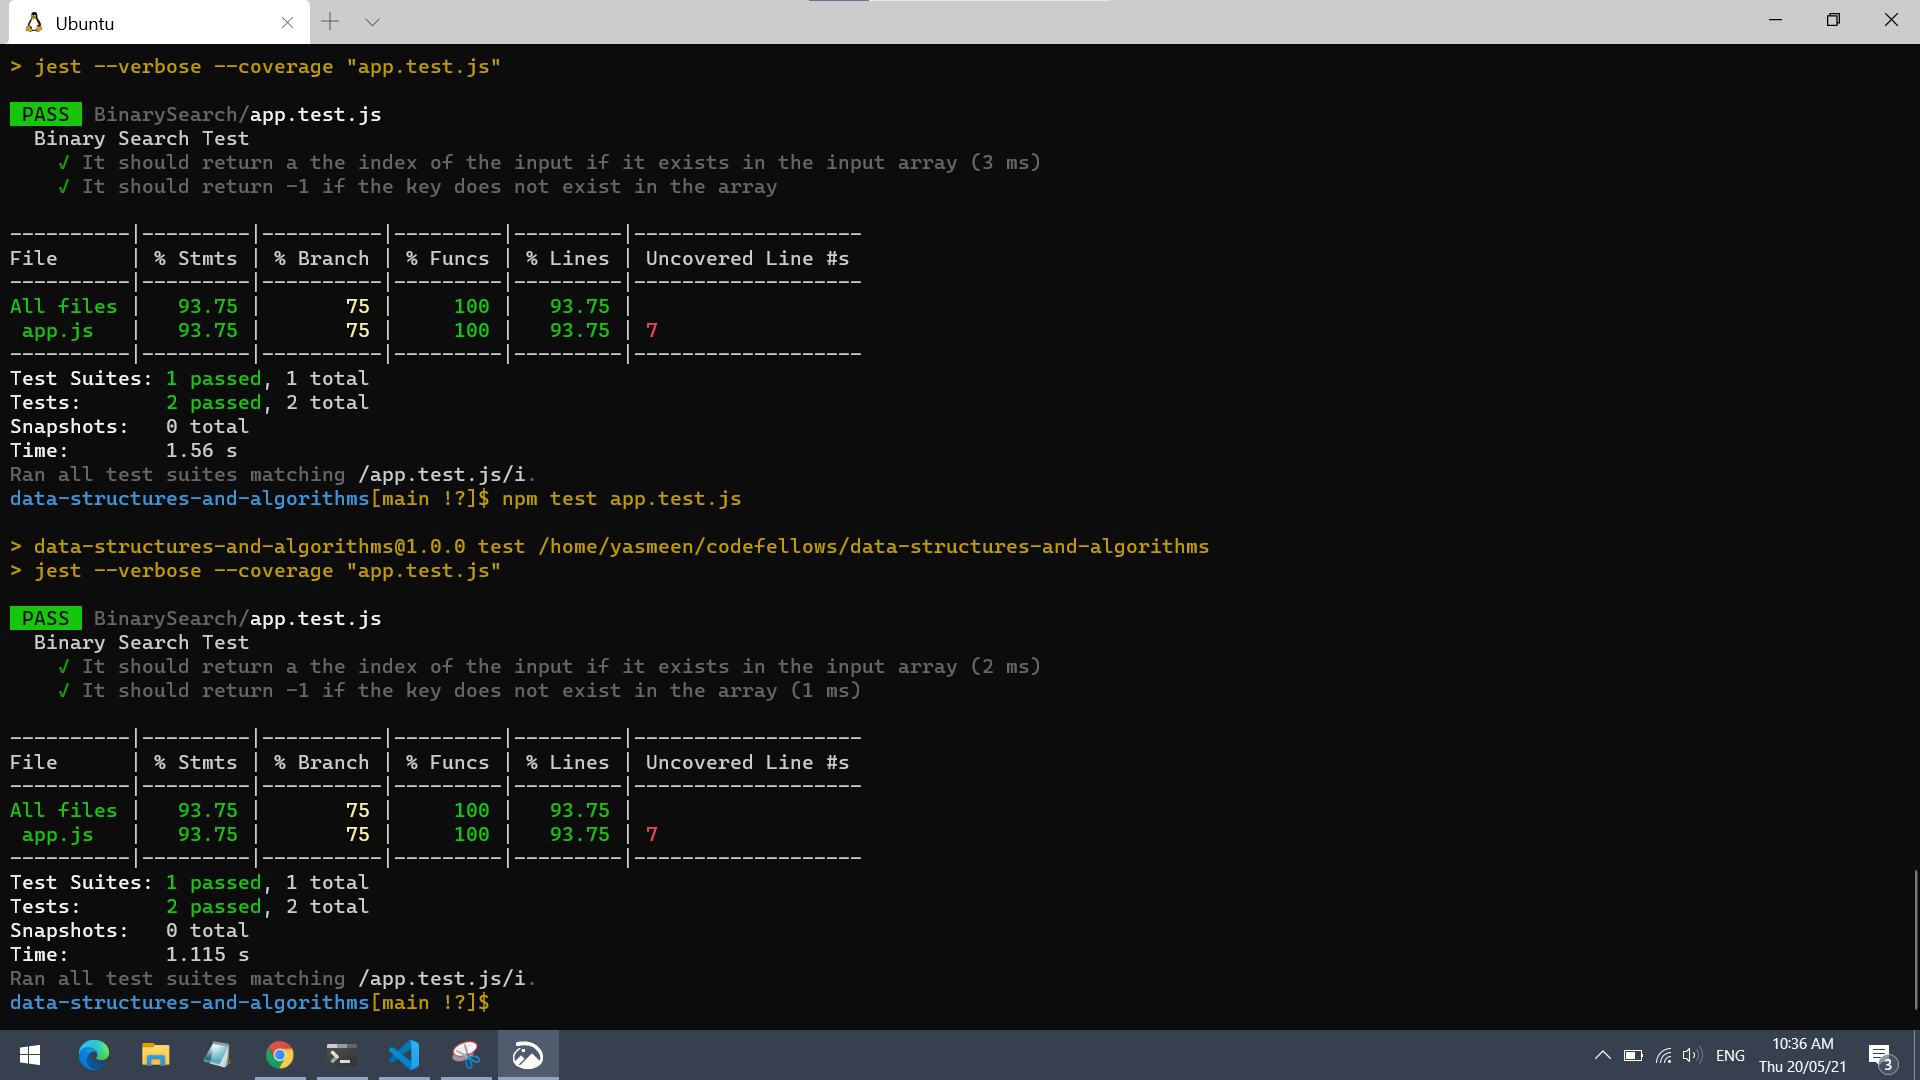 Ubuntu
> jest --verbose --coverage "app.test.js"
PASS BinarySearch/app.test.js
Binary Search Test
√ It should return a the index of the input if it exists in the input array (3 ms)
√ It should return -1 if the key does not exist in the array
----------|---------|----------|---------|---------|-------------------
File      | % Stmts | % Branch | % Funcs | % Lines | Uncovered Line #s
----------|---------|----------|---------|---------|-------------------
All files |   93.75 |       75 |     100 |   93.75 |
 app.js   |   93.75 |       75 |     100 |   93.75 | 7
----------|---------|----------|---------|---------|-------------------
Test Suites: 1 passed, 1 total
Tests:       2 passed, 2 total
Snapshots:   0 total
Time:        1.56 s
Ran all test suites matching /app.test.js/i.
data-structures-and-algorithms[main !?]$ npm test app.test.js
> data-structures-and-algorithms@1.0.0 test /home/yasmeen/codefellows/data-structures-and-algorithms
> jest --verbose --coverage "app.test.js"
PASS BinarySearch/app.test.js
Binary Search Test
√ It should return a the index of the input if it exists in the input array (2 ms)
√ It should return -1 if the key does not exist in the array (1 ms)
----------|---------|----------|---------|---------|-------------------
File      | % Stmts | % Branch | % Funcs | % Lines | Uncovered Line #s
----------|---------|----------|---------|---------|-------------------
All files |   93.75 |       75 |     100 |   93.75 |
 app.js   |   93.75 |       75 |     100 |   93.75 | 7
----------|---------|----------|---------|---------|-------------------
Test Suites: 1 passed, 1 total
Tests:       2 passed, 2 total
Snapshots:   0 total
Time:        1.115 s
Ran all test suites matching /app.test.js/i.
data-structures-and-algorithms[main !?]$
ENG
10:36 AM
Thu 20/05/21
3